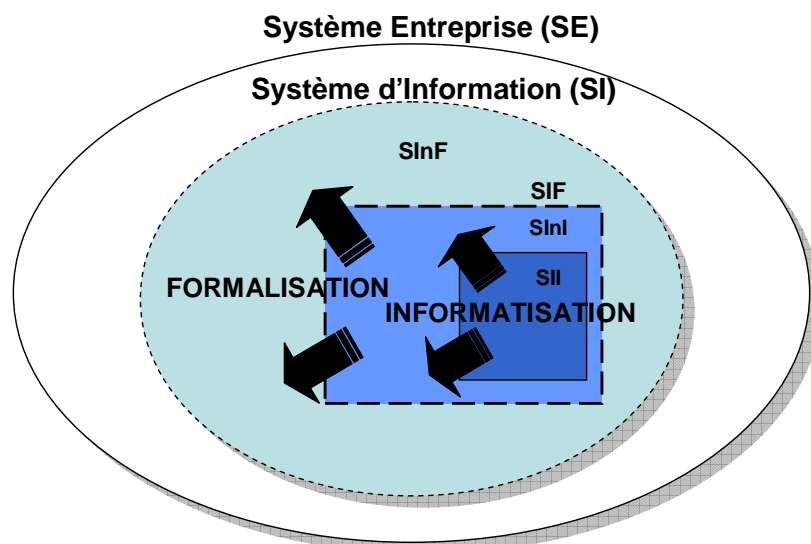 Système Entreprise (SE)
Système d’Information (SI)
SInF
SIF
SInI
SII
FORMALISATION
INFORMATISATION